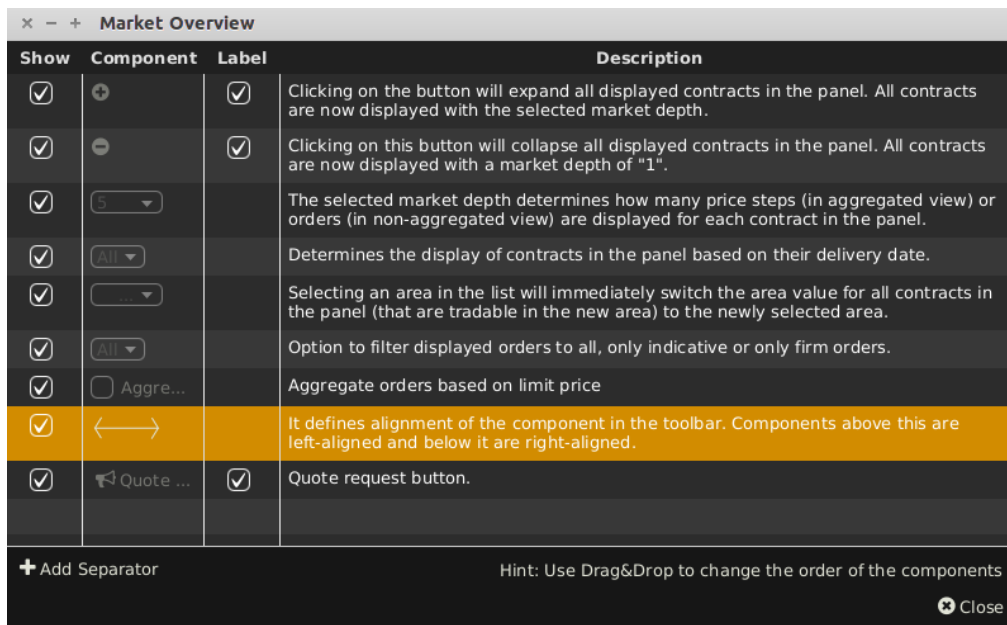 Market Overview
Show Component Label Description
Clicking on the button will expand all displayed contracts in the panel. All contracts
are now displayed with the selected market depth.
Clicking on this button will collapse all displayed contracts in the panel. All contracts
are now displayed with a market depth of "1".
5
The selected market depth determines how many price steps (in aggregated view) or
orders (in non-aggregated view) are displayed for each contract in the panel.
All
Determines the display of contracts in the panel based on their delivery date.
...
Selecting an area in the list will immediately switch the area value for all contracts in
the panel (that are tradable in the new area) to the newly selected area.
All
Option to filter displayed orders to all, only indicative or only firm orders.
Aggre...
Aggregate orders based on limit price
It defines alignment of the component in the toolbar. Components above this are
left-aligned and below it are right-aligned.
Quote ...
Quote request button.
Add Separator
Hint: Use Drag&Drop to change the order of the components
Close